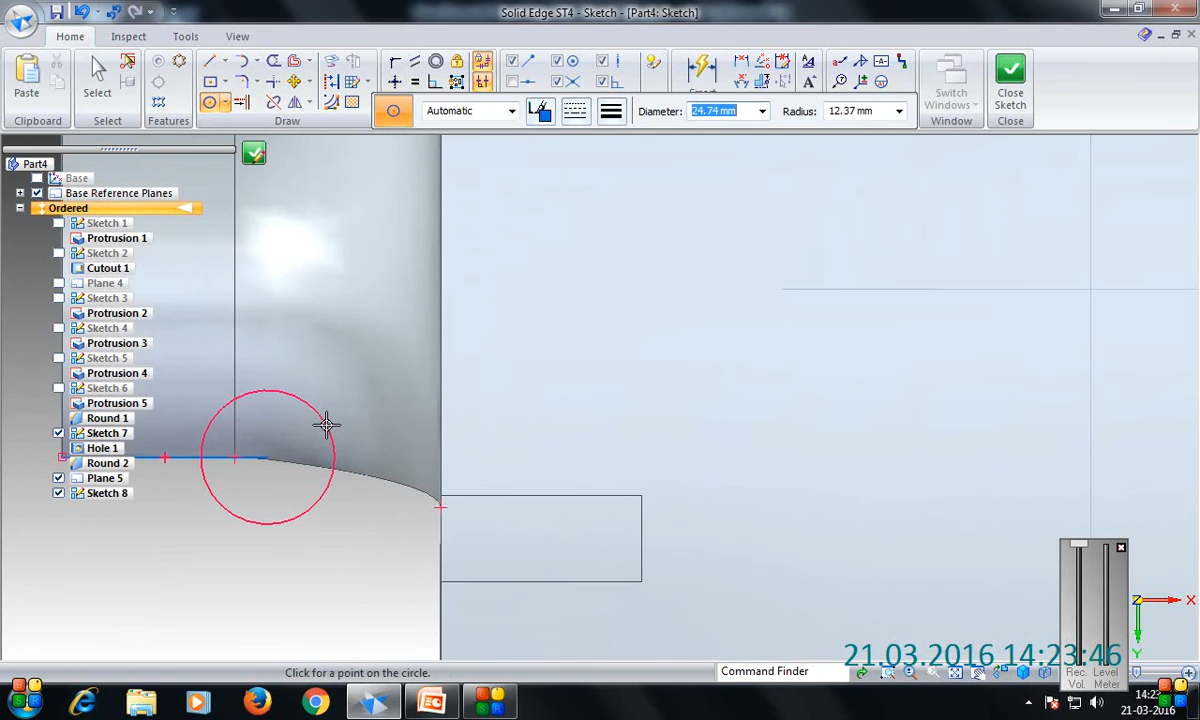 Solid Edge ST4 - Sketch - [Part4: Sketch]
Home Inspect Tools View
Paste
Select
Clipboard Select Features Draw
Automatic
Diameter: 24.74 mm Radius: 12.37 mm
Switch Windows
Window
Close Sketch
Close
Part4
Base
Base Reference Planes
Ordered
Sketch 1
Protrusion 1
Sketch 2
Cutout 1
Plane 4
Sketch 3
Protrusion 2
Sketch 4
Protrusion 3
Sketch 5
Protrusion 4
Sketch 6
Protrusion 5
Round 1
Sketch 7
Hole 1
Round 2
Plane 5
Sketch 8
X
Z
Y
21.03.2016 14:23:46
Rec. Vol. Level Meter
Click for a point on the circle.
Command Finder
14:23
21-03-2016